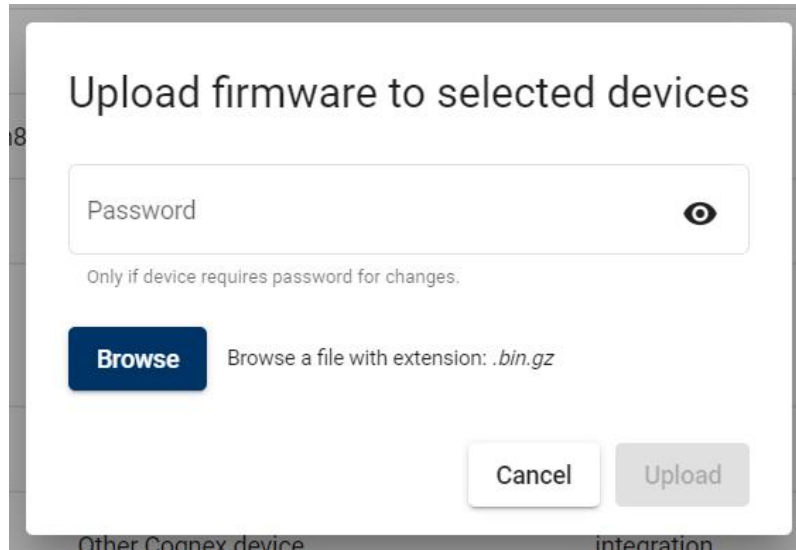 Upload firmware to selected devices
Password
Only if device requires password for changes.
Browse
Browse a file with extension: .bin.gz
Cancel
Upload
Other Cognex device
integration